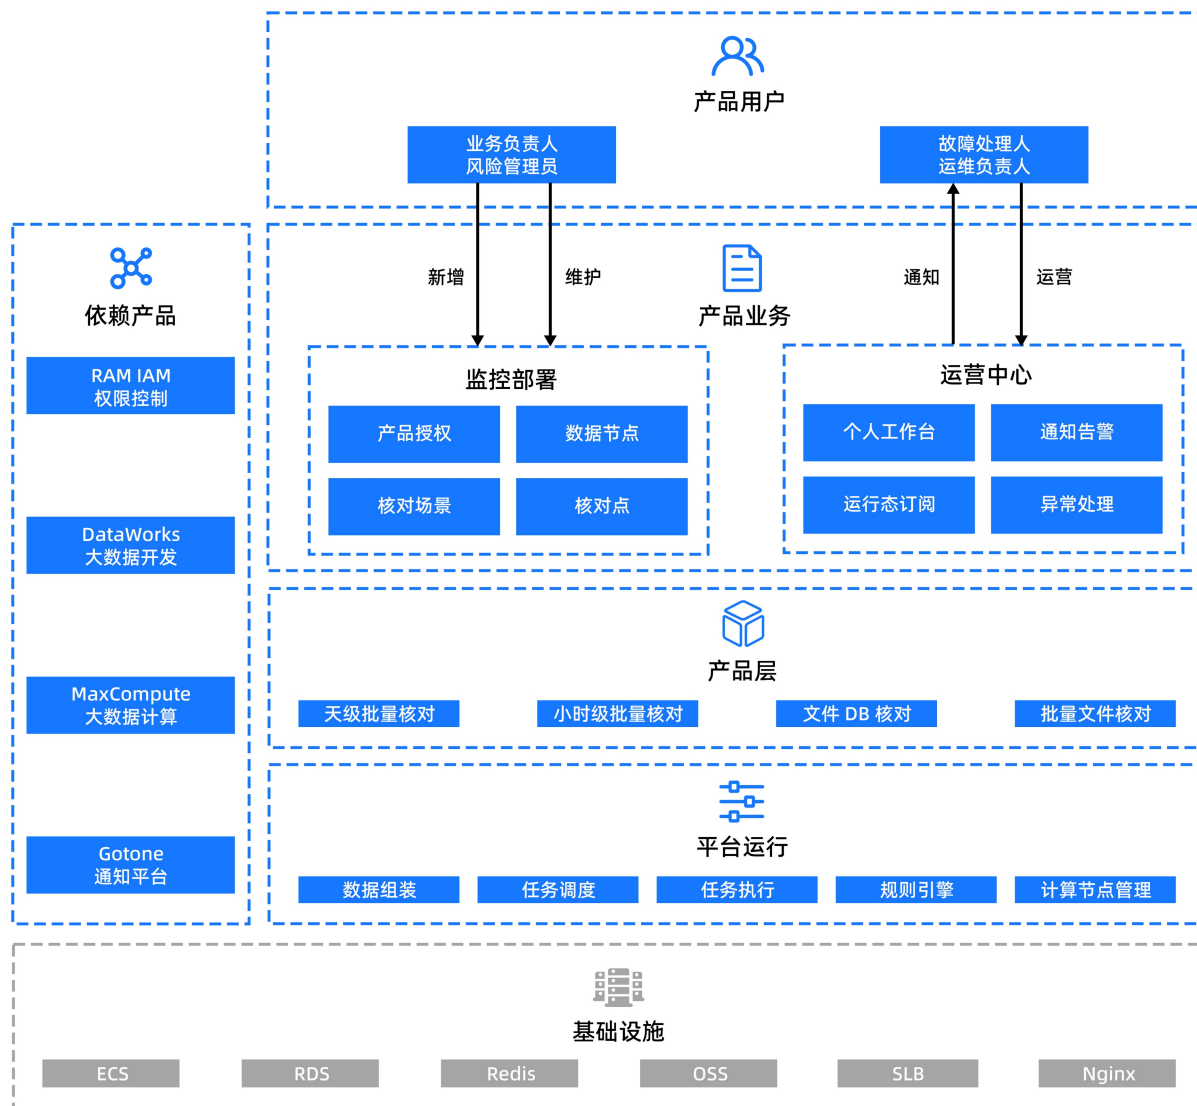 产品用户
业务负责人
风险管理员
故障处理人
运维负责人
依赖产品
RAM IAM
权限控制
DataWorks
大数据开发
MaxCompute
大数据计算
Gotone
通知平台
新增
维护
产品业务
通知
运营
监控部署
产品授权
数据节点
核对场景
核对点
运营中心
个人工作台
通知告警
运行态订阅
异常处理
产品层
天级批量核对
小时级批量核对
文件 DB 核对
批量文件核对
平台运行
数据组装
任务调度
任务执行
规则引擎
计算节点管理
基础设施
ECS
RDS
Redis
OSS
SLB
Nginx